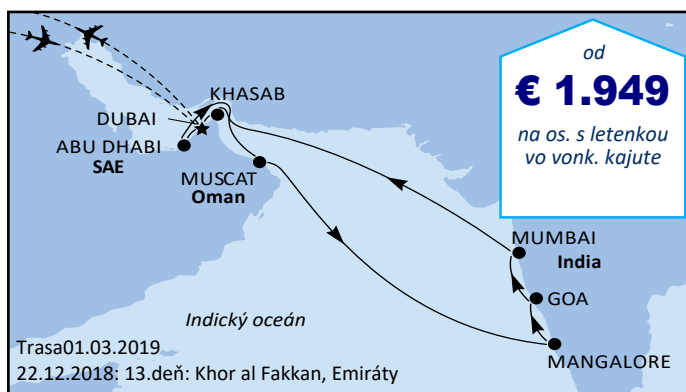 od
€ 1.949
na os. s letenkou
vo vonk. kajute
KHASAB
DUBAI
ABU DHABI
SAE
MUSCAT
Oman
MUMBAI
India
GOA
MANGALORE
Indický oceán
Trasa01.03.2019
22.12.2018: 13.deň: Khor al Fakkan, Emiráty